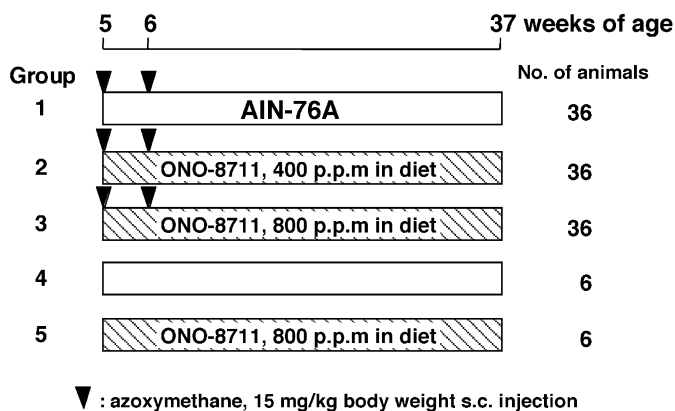 5 6 37 weeks of age
Group No. of animals
1 AIN-76A 36
2 ONO-8711, 400 p.p.m in diet 36
3 ONO-8711, 800 p.p.m in diet 36
4 6
5 ONO-8711, 800 p.p.m in diet 6
: azoxymethane, 15 mg/kg body weight s.c. injection